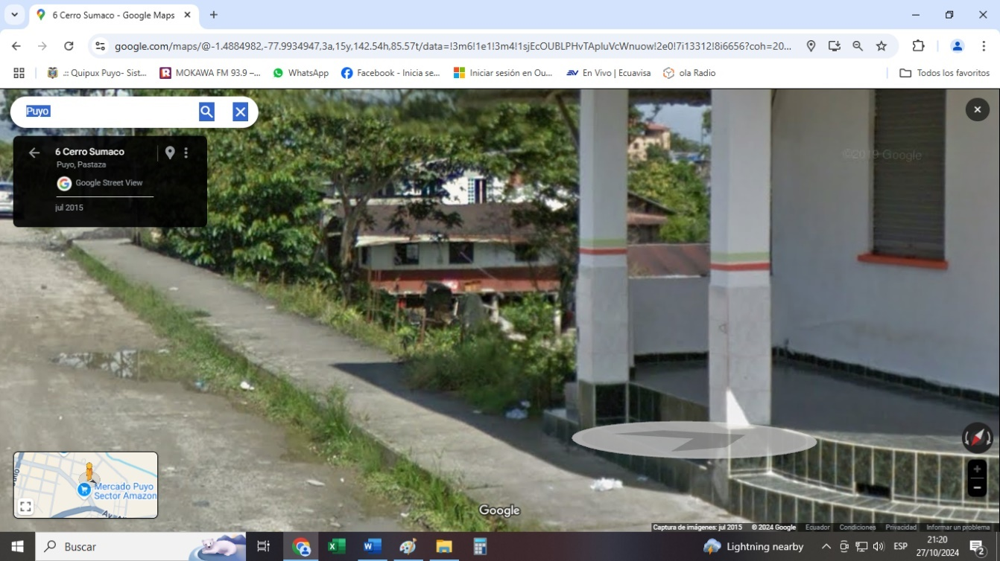 6 Cerro Sumaco - Google Maps
google.com/maps/@-1.4884982,-77.9934947,3a,15y,142.54h,85.57t/data=!3m6!1e1!3m4!1sjEcOUBLPHvTApluVcWnuow!2e0!7i13312!8i6656?coh=20...
.:: Quipux Puyo- Sist... MOKAWA FM 93.9 –... WhatsApp Facebook - Inicia se... Iniciar sesión en Ou... En Vivo | Ecuavisa ola Radio Todos los favoritos
Puyo
6 Cerro Sumaco
Puyo, Pastaza
Google Street View
jul 2015
©2019 Google
Mercado Puyo
Sector Amazon
Google
Captura de imágenes: jul 2015 © 2024 Google Ecuador Condiciones Privacidad Informar un problema
Buscar
Lightning nearby
ESP
21:20
27/10/2024
2